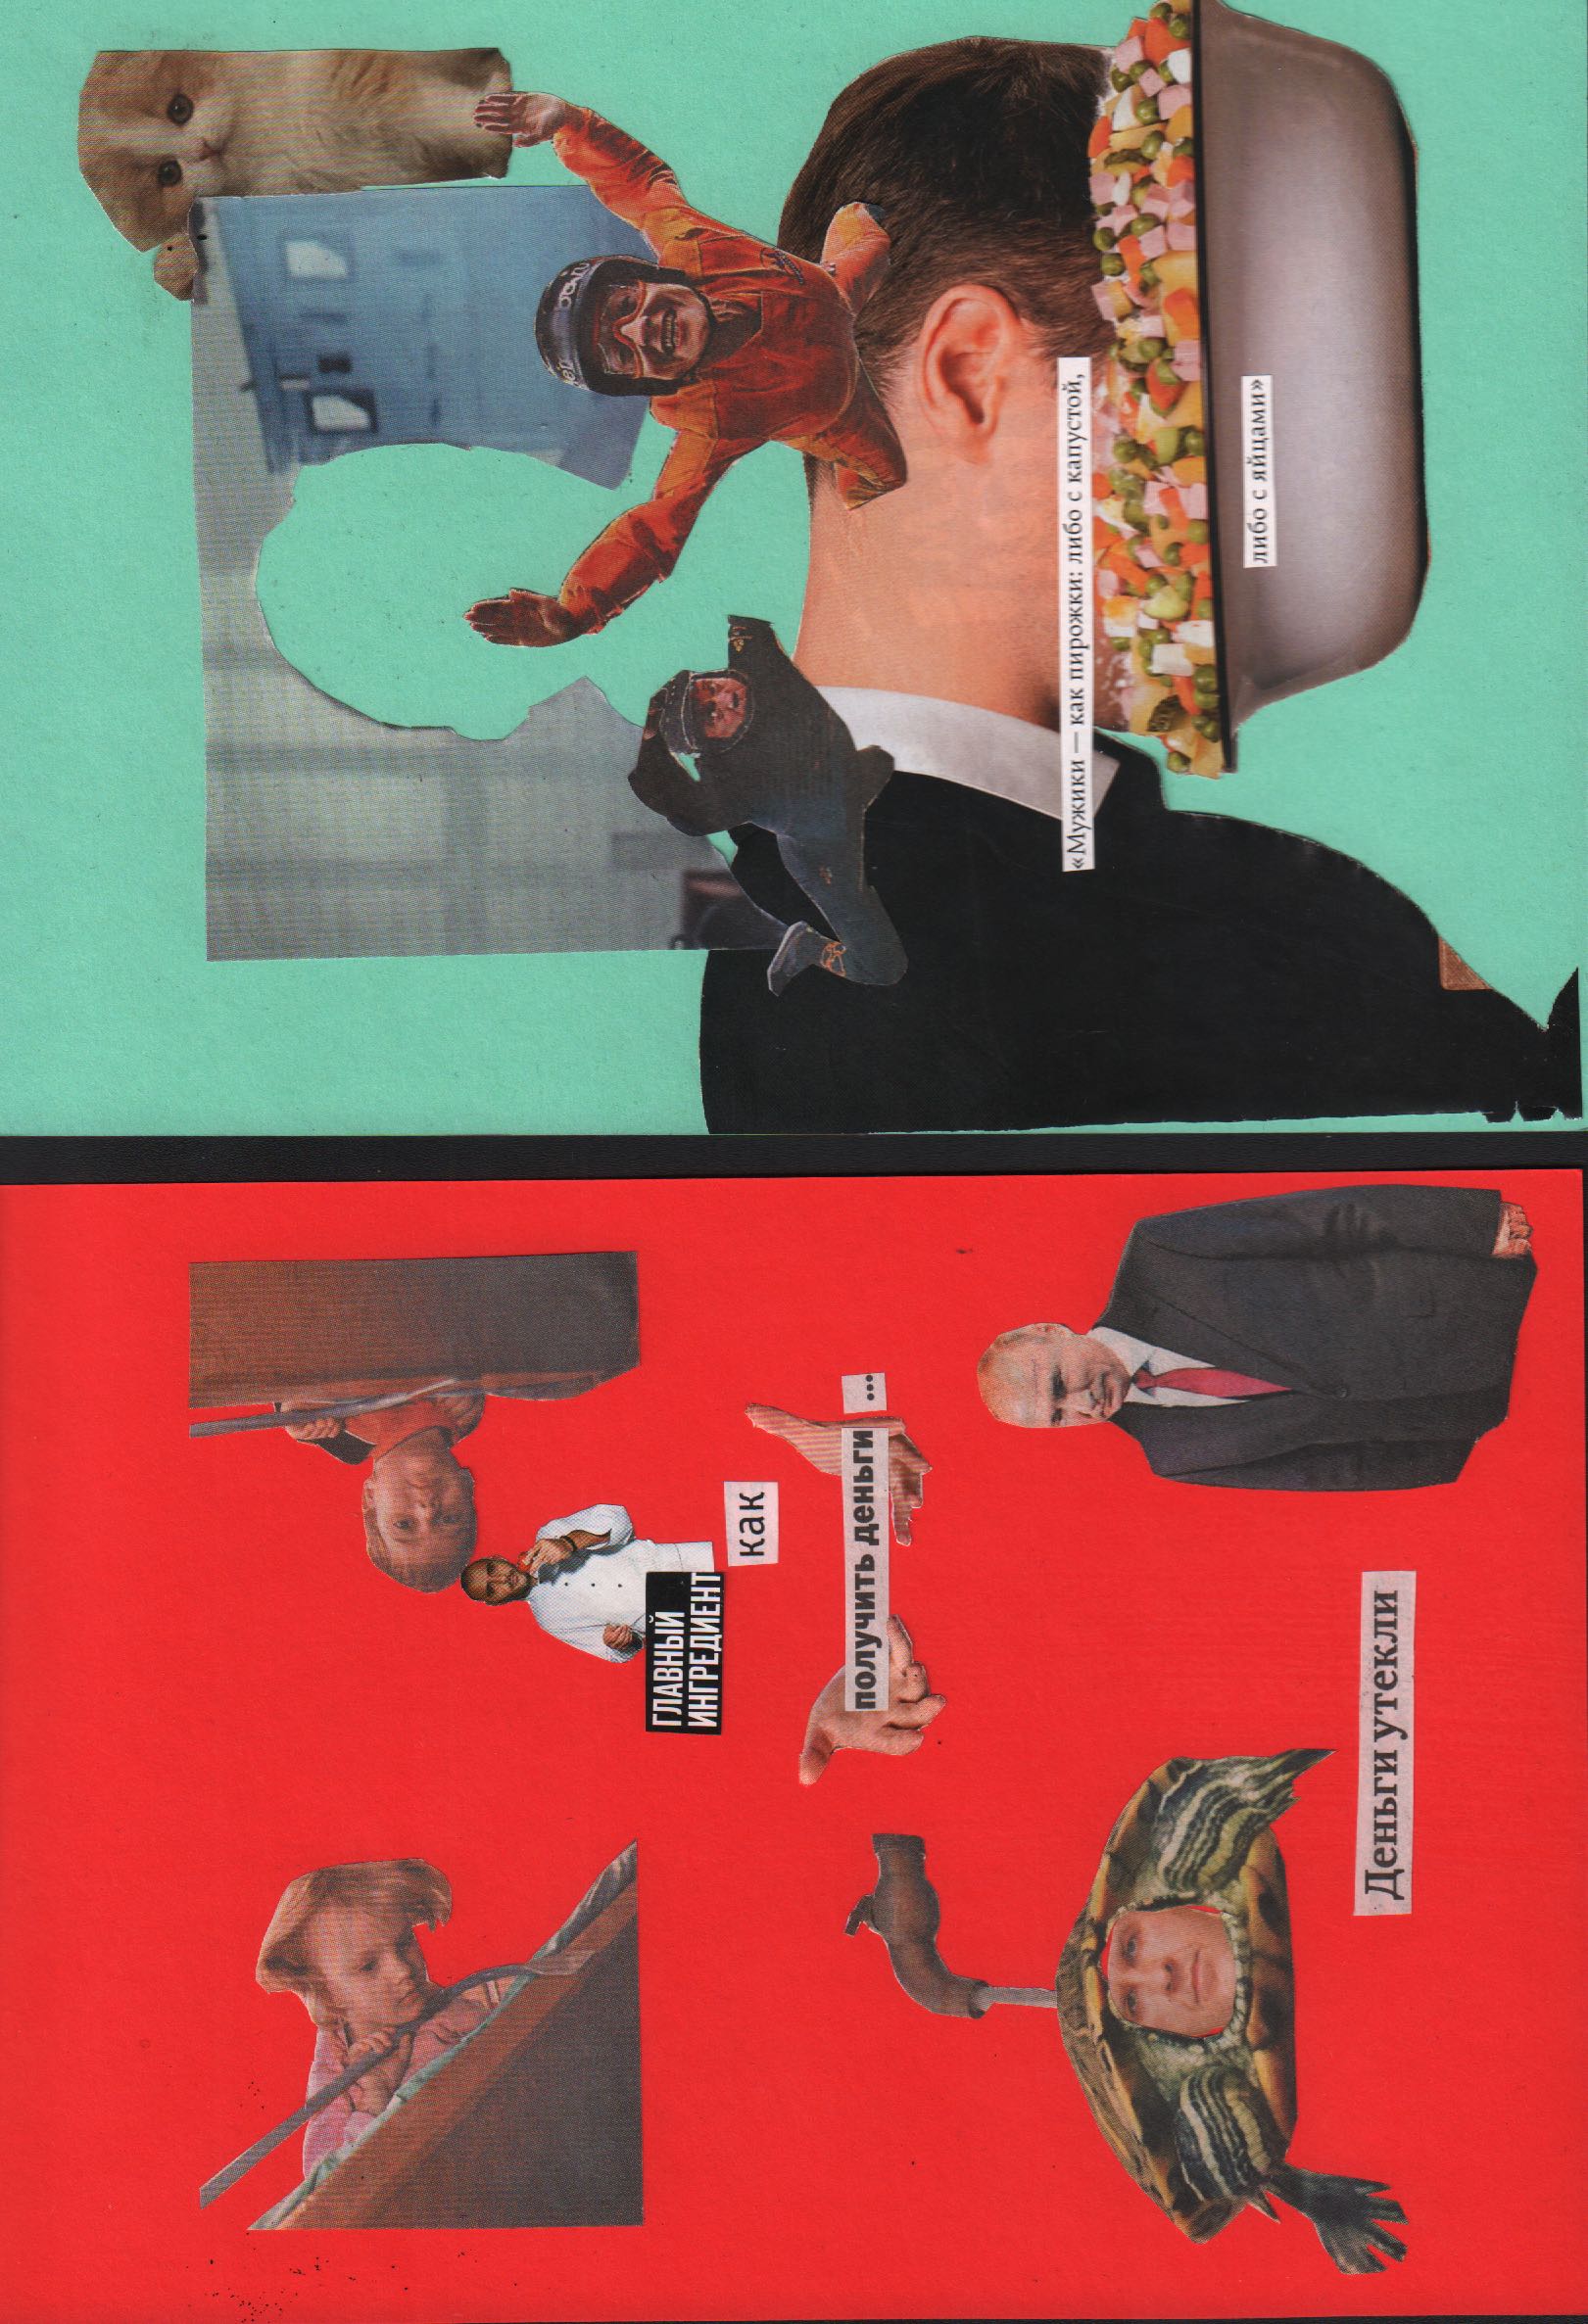 «Мужики — как пирожки: либо с капустой,
либо с яйцами»
ГЛАВНЫЙ
ИНГРЕДИЕНТ
как
получить деньги
...
Деньги утекли